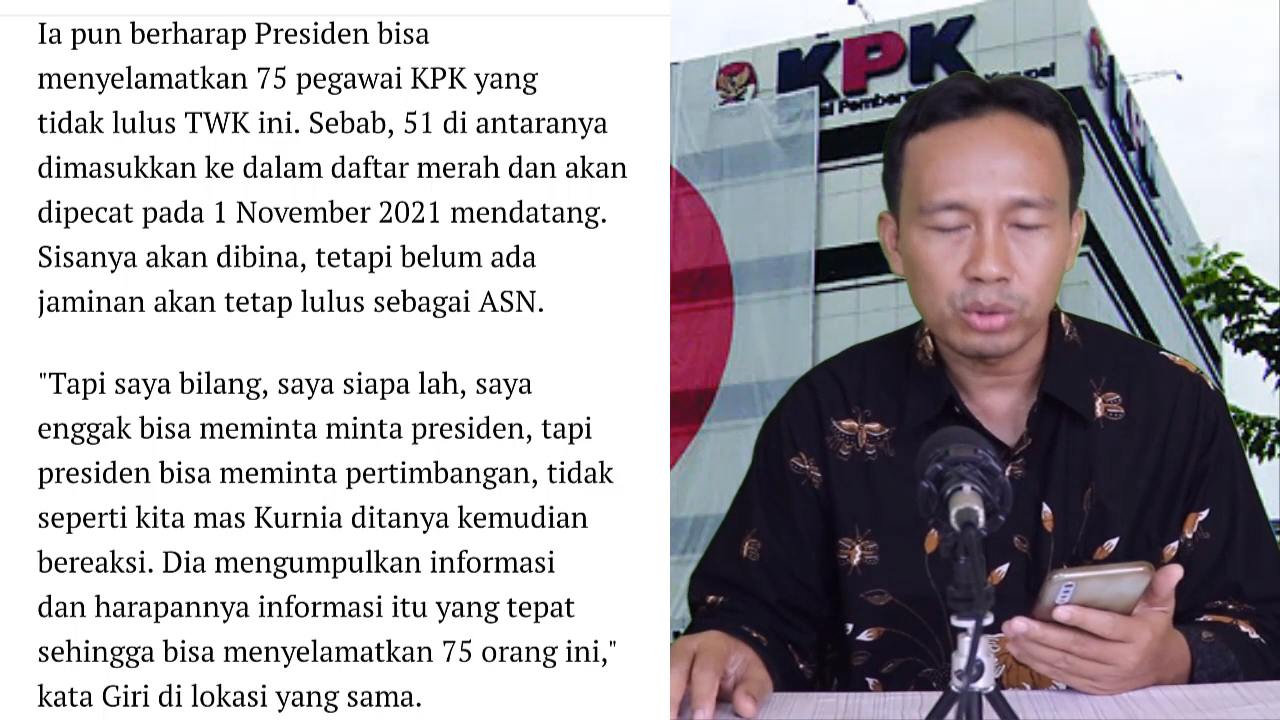 Ia pun berharap Presiden bisa
menyelamatkan 75 pegawai KPK yang
tidak lulus TWK ini. Sebab, 51 di antaranya
dimasukkan ke dalam daftar merah dan akan
dipecat pada 1 November 2021 mendatang.
Sisanya akan dibina, tetapi belum ada
jaminan akan tetap lulus sebagai ASN.
"Tapi saya bilang, saya siapa lah, saya
enggak bisa meminta minta presiden, tapi
presiden bisa meminta pertimbangan, tidak
seperti kita mas Kurnia ditanya kemudian
bereaksi. Dia mengumpulkan informasi
dan harapannya informasi itu yang tepat
sehingga bisa menyelamatkan 75 orang ini,"
kata Giri di lokasi yang sama.
KPK